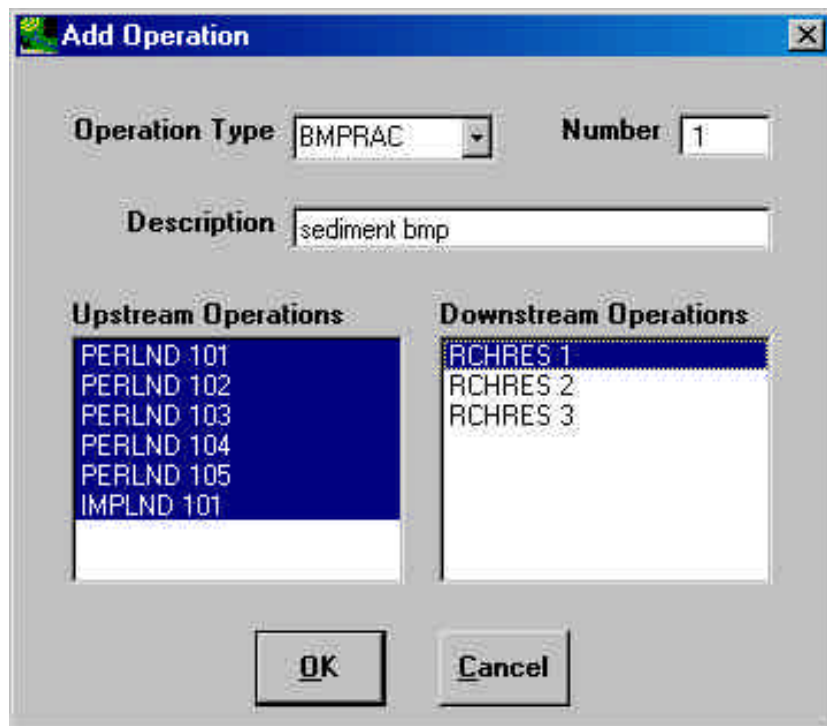 Add Operation
Operation Type BMPRAC Number 1
Description sediment bmp
Upstream Operations Downstream Operations
PERLND 101 RCHRES 1
PERLND 102 RCHRES 2
PERLND 103 RCHRES 3
PERLND 104
PERLND 105
IMPLND 101
OK Cancel